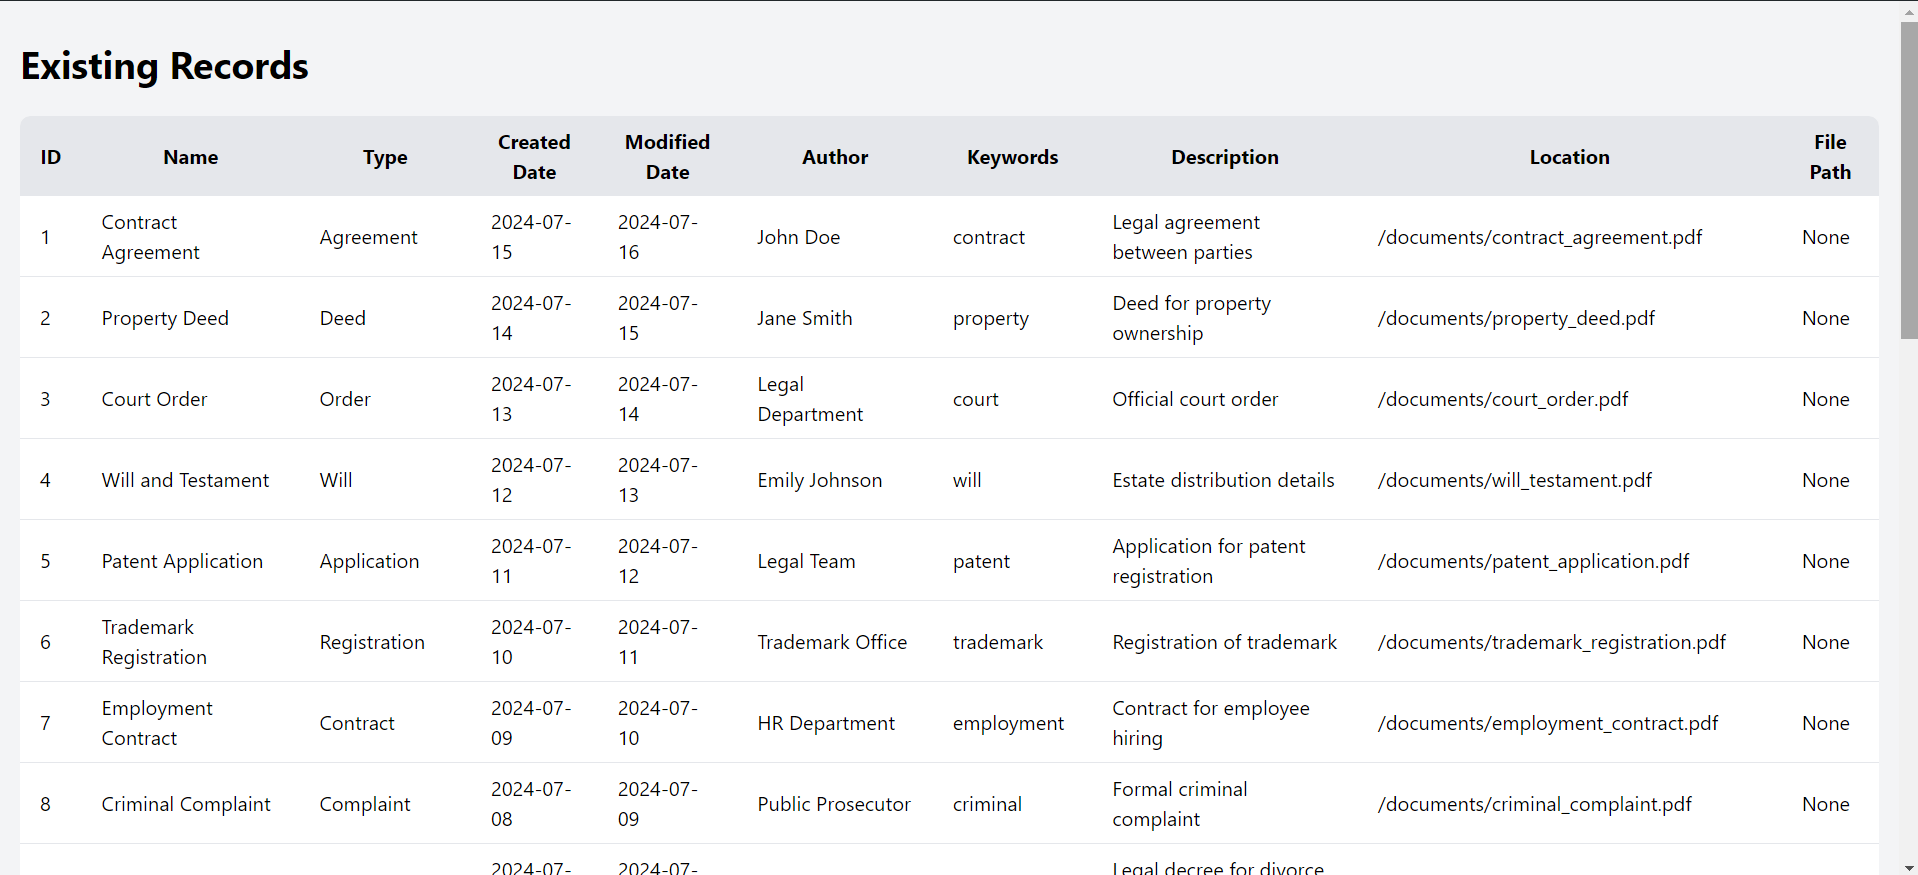 Existing Records
ID Name Type Created Date Modified Date Author Keywords Description Location File Path
1 Contract Agreement Agreement 2024-07-15 2024-07-16 John Doe contract Legal agreement between parties /documents/contract_agreement.pdf None
2 Property Deed Deed 2024-07-14 2024-07-15 Jane Smith property Deed for property ownership /documents/property_deed.pdf None
3 Court Order Order 2024-07-13 2024-07-14 Legal Department court Official court order /documents/court_order.pdf None
4 Will and Testament Will 2024-07-12 2024-07-13 Emily Johnson will Estate distribution details /documents/will_testament.pdf None
5 Patent Application Application 2024-07-11 2024-07-12 Legal Team patent Application for patent registration /documents/patent_application.pdf None
6 Trademark Registration Registration 2024-07-10 2024-07-11 Trademark Office trademark Registration of trademark /documents/trademark_registration.pdf None
7 Employment Contract Contract 2024-07-09 2024-07-10 HR Department employment Contract for employee hiring /documents/employment_contract.pdf None
8 Criminal Complaint Complaint 2024-07-08 2024-07-09 Public Prosecutor criminal Formal criminal complaint /documents/criminal_complaint.pdf None
2024-07- 2024-07- Legal decree for divorce